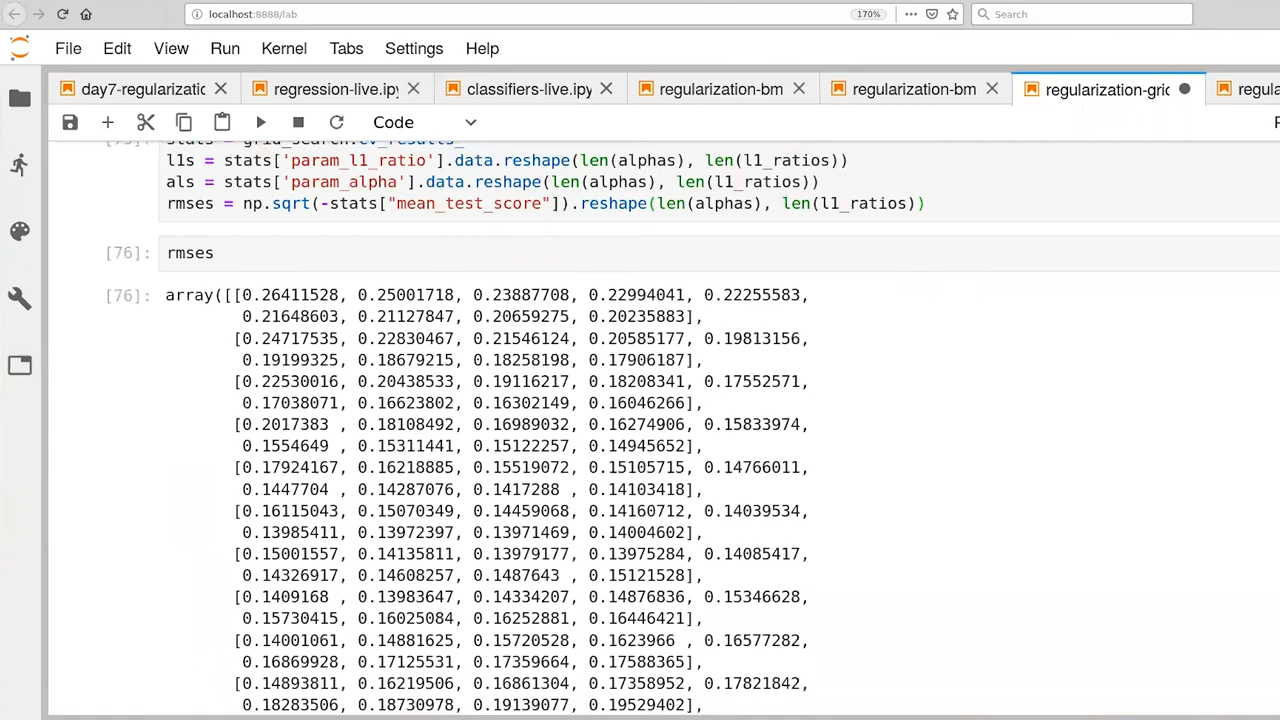 localhost:8888/lab
170%
Search
File Edit View Run Kernel Tabs Settings Help
day7-regularizatic
regression-live.ipy
classifiers-live.ipy
regularization-bm
regularization-bm
regularization-gric
regula
Code
stats = grid_search.cv_results_
l1s = stats['param_l1_ratio'].data.reshape(len(alphas), len(l1_ratios))
als = stats['param_alpha'].data.reshape(len(alphas), len(l1_ratios))
rmses = np.sqrt(-stats["mean_test_score"]).reshape(len(alphas), len(l1_ratios))
[76]: rmses
[76]: array([[0.26411528, 0.25001718, 0.23887708, 0.22994041, 0.22255583,
0.21648603, 0.21127847, 0.20659275, 0.20235883],
[0.24717525, 0.22830467, 0.21546124, 0.20585177, 0.19813156,
0.19199325, 0.18679215, 0.18258198, 0.17906187],
[0.22530016, 0.20438533, 0.19116217, 0.18208341, 0.17552571,
0.17038071, 0.16623802, 0.16302149, 0.16046266],
[0.2017383 , 0.18108492, 0.16989032, 0.16274906, 0.15833974,
0.1554649 , 0.15311441, 0.15122257, 0.14945652],
[0.17924167, 0.16218885, 0.15519072, 0.15105715, 0.14766011,
0.1447704 , 0.14287076, 0.1417288 , 0.14103418],
[0.16115043, 0.15070349, 0.14459068, 0.14160712, 0.14039534,
0.13985411, 0.13972397, 0.13971469, 0.14004602],
[0.15001557, 0.14135811, 0.13979177, 0.13975284, 0.14085417,
0.14326917, 0.14608257, 0.1487643 , 0.15121528],
[0.1409168 , 0.13983647, 0.14334207, 0.14876836, 0.15346628,
0.15730415, 0.16025084, 0.16252881, 0.16446421],
[0.14001061, 0.14881625, 0.15720528, 0.1623966 , 0.16577282,
0.16869928, 0.17125531, 0.17359664, 0.17588365],
[0.14893811, 0.16219506, 0.16861304, 0.17358952, 0.17821842,
0.18283506, 0.18730978, 0.19139077, 0.19529402],